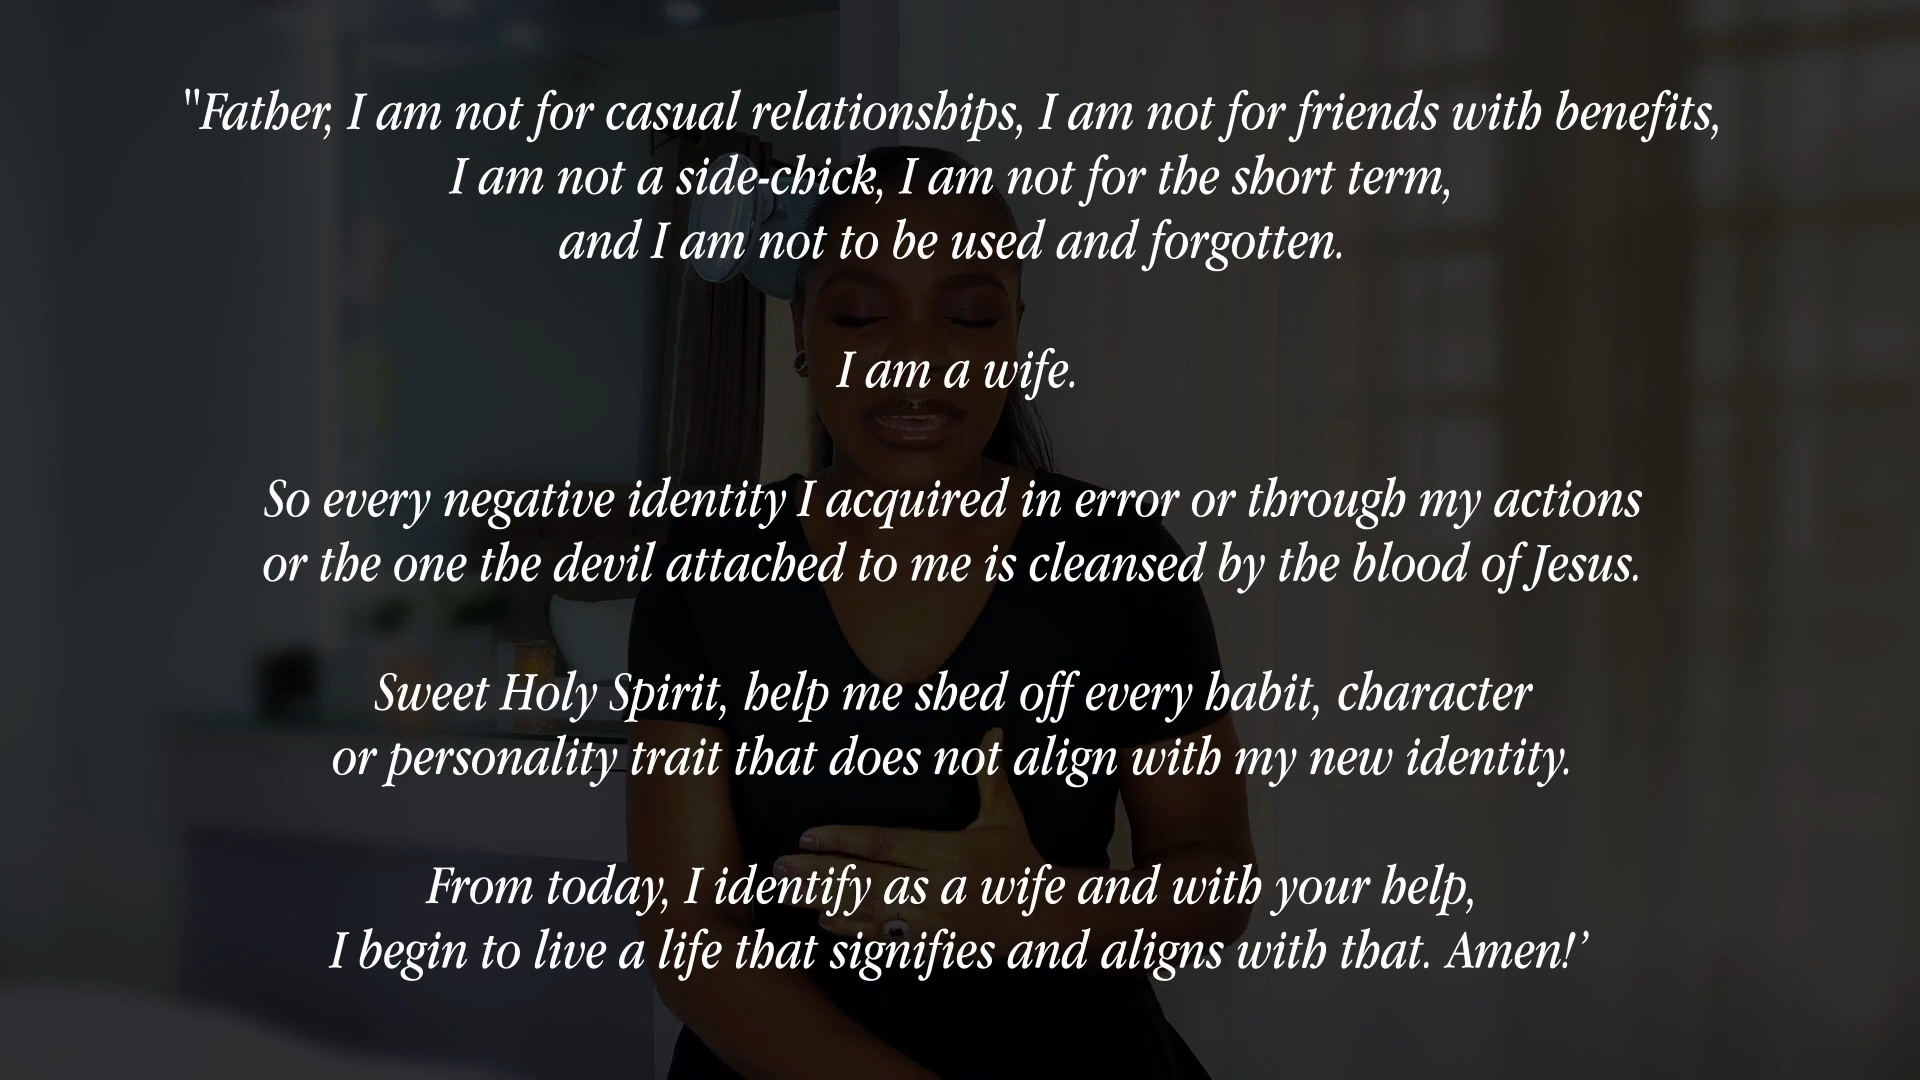 "Father, I am not for casual relationships, I am not for friends with benefits,
I am not a side-chick, I am not for the short term,
and I am not to be used and forgotten.
I am a wife.
So every negative identity I acquired in error or through my actions
or the one the devil attached to me is cleansed by the blood of Jesus.
Sweet Holy Spirit, help me shed off every habit, character
or personality trait that does not align with my new identity.
From today, I identify as a wife and with your help,
I begin to live a life that signifies and aligns with that. Amen!’